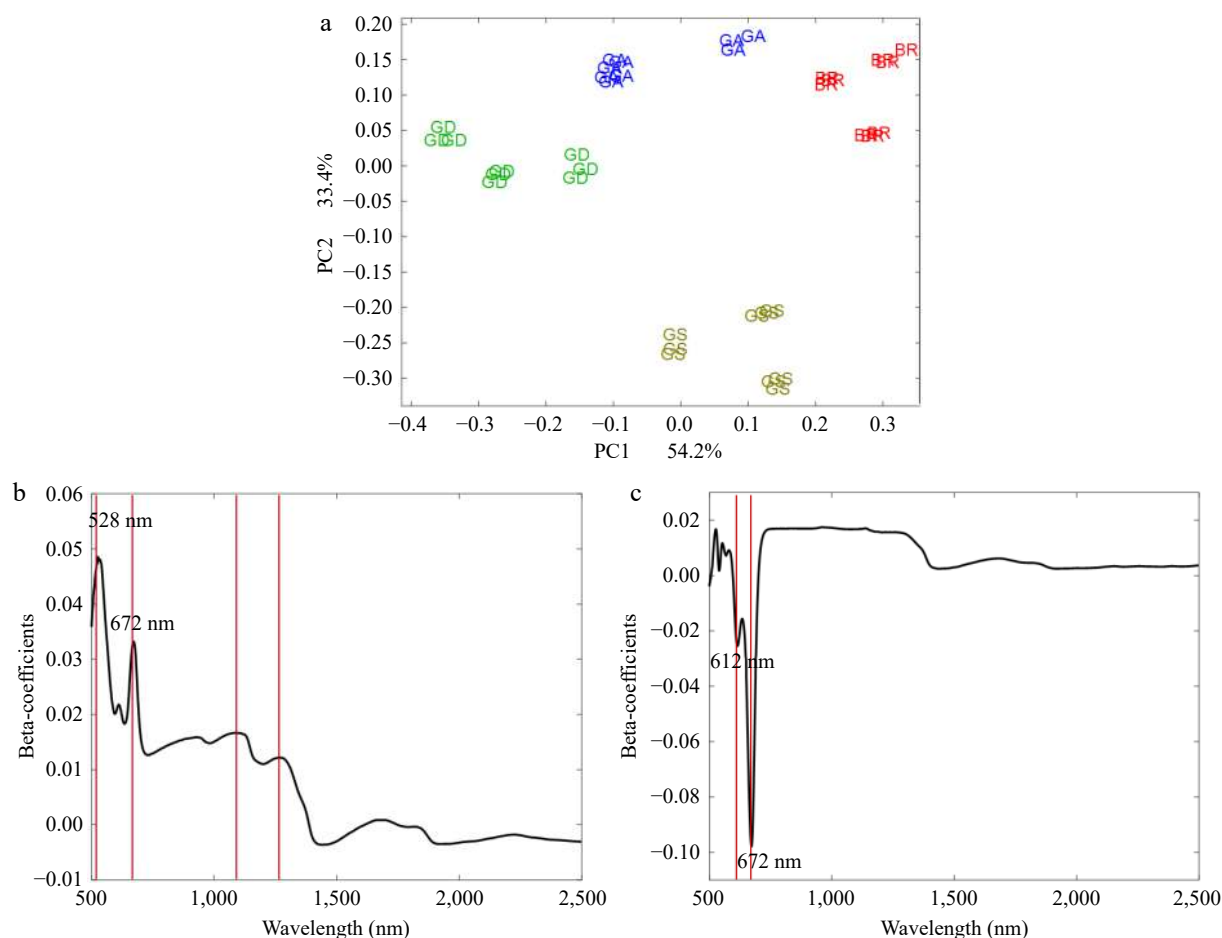 a
0.20
0.15
0.10
0.05
0.00
−0.05
−0.10
−0.15
−0.20
−0.25
−0.30
PC2 33.4%
GA GA
GA
GA
GA
GA
GA
GA
GA
BR
BR
BR
BR
BR
BR
BR
BR
GD
GD GD
GD
GD
GD
GD
GD
GD
GS
GS
GS
GS
GS
GS
GS
GS
−0.4 −0.3 −0.2 −0.1 0.0 0.1 0.2 0.3
PC1 54.2%
b
0.06
0.05
0.04
0.03
0.02
0.01
0.00
−0.01
Beta-coefficients
528 nm
672 nm
500 1,000 1,500 2,000 2,500
Wavelength (nm)
c
0.02
0.00
−0.02
−0.04
−0.06
−0.08
−0.10
Beta-coefficients
612 nm
672 nm
500 1,000 1,500 2,000 2,500
Wavelength (nm)